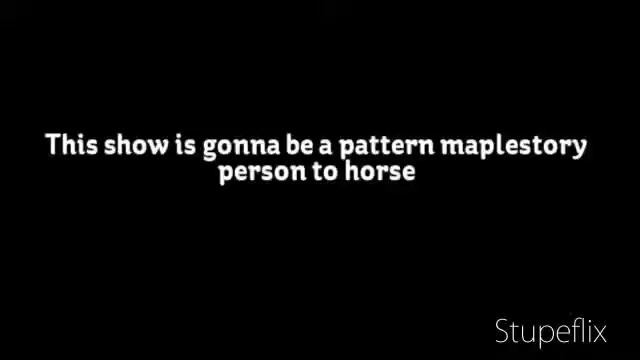 This show is gonna be a pattern maplestory
person to horse
Stupeflix